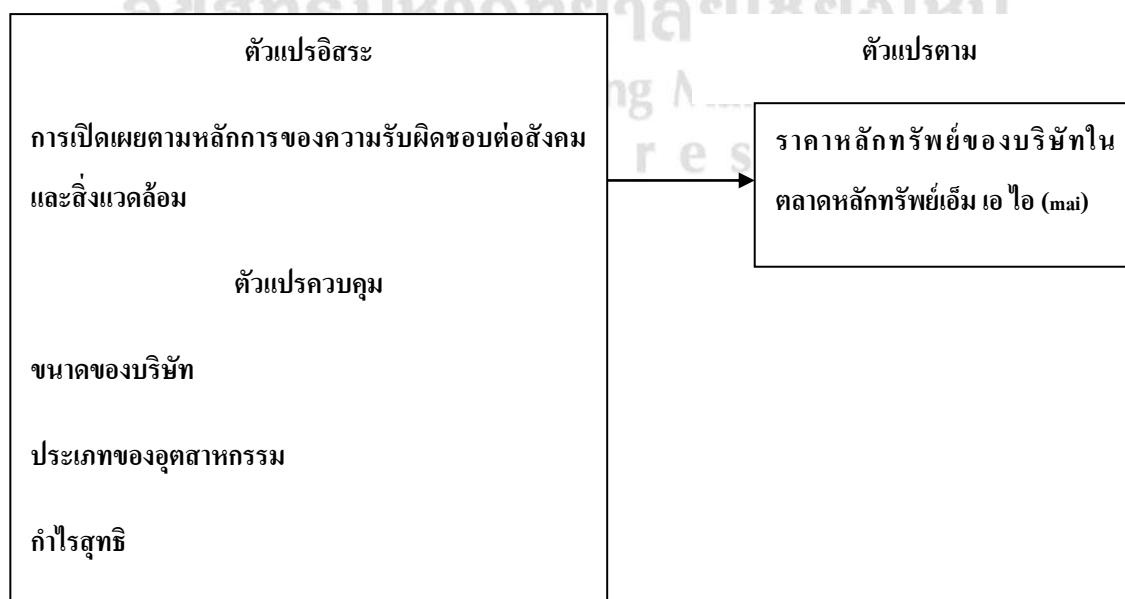 ตัวแปรอิสระ
การเปิดเผยตามหลักการของความรับผิดชอบต่อสังคม
และสิ่งแวดล้อม
ตัวแปรควบคุม
ขนาดของบริษัท
ประเภทของอุตสาหกรรม
กำไรสุทธิ
ตัวแปรตาม
ราคาหลักทรัพย์ของบริษัทใน
ตลาดหลักทรัพย์เอ็ม เอ ไอ (mai)